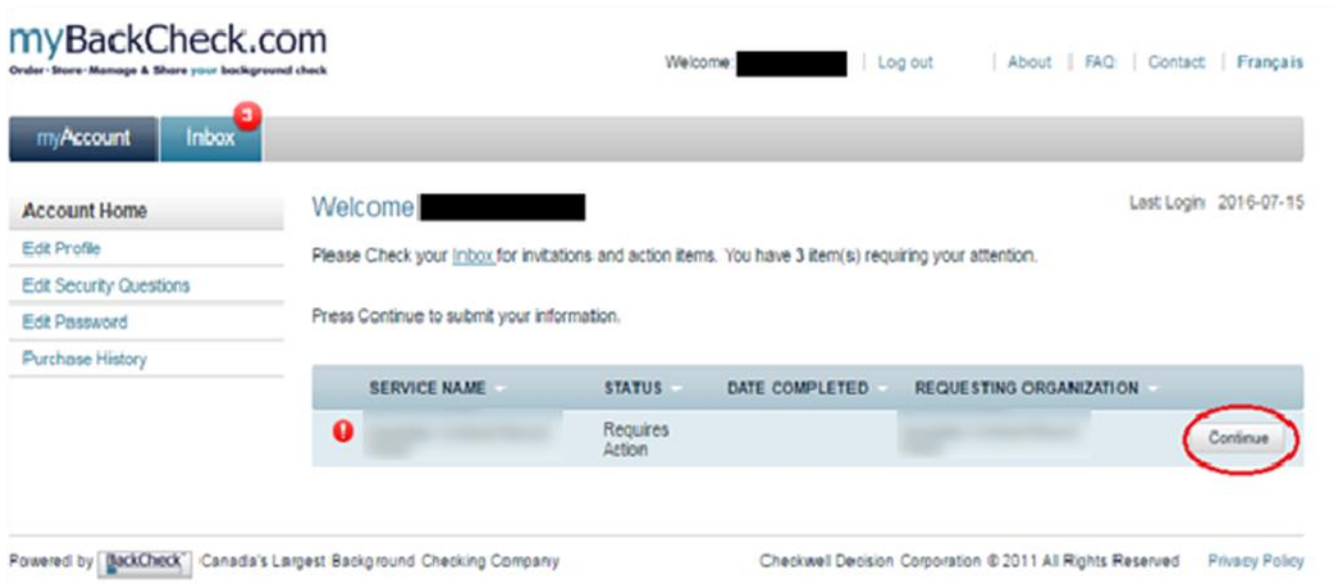 myBackCheck.com
Order-Store-Manage & Share your background check
Welcome: | Log out | About | FAQ | Contact | Français
myAccount Inbox 3
Account Home
Edit Profile
Edit Security Questions
Edit Password
Purchase History
Welcome
Last Login 2016-07-15
Please Check your Inbox for invitations and action items. You have 3 item(s) requiring your attention.
Press Continue to submit your information.
SERVICE NAME STATUS DATE COMPLETED REQUESTING ORGANIZATION
! Requires
Action
Continue
Powered by BackCheck Canada's Largest Background Checking Company
Checkwell Decision Corporation © 2011 All Rights Reserved Privacy Policy